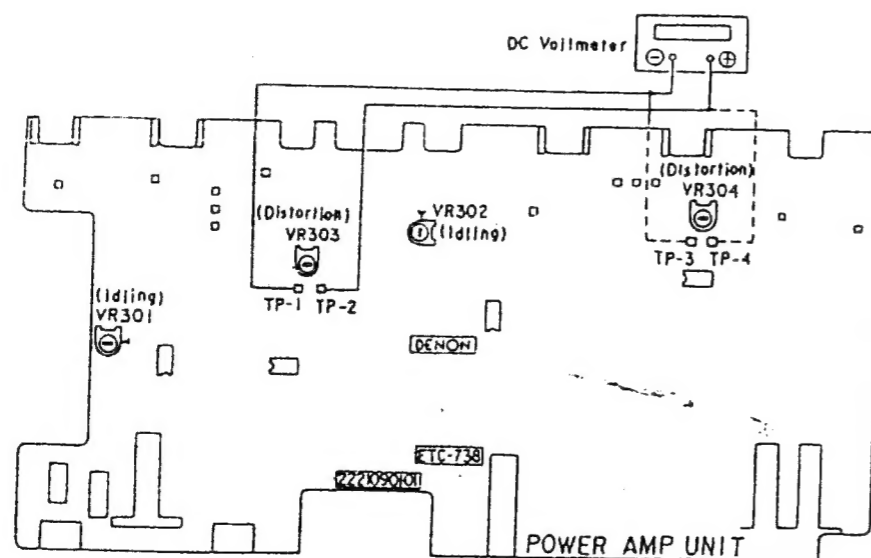 DC Voltmeter
⊖ ⊕
(Distortion)
VR304
(Distortion)
VR303
VR302
(Idling)
TP-3 TP-4
TP-1 TP-2
(Idling)
VR301
DENON
ETC-738
POWER AMP UNIT